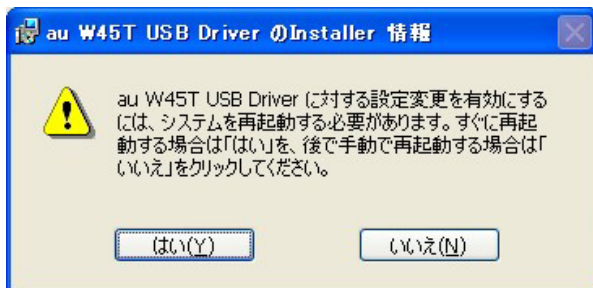 au W45T USB Driver のInstaller 情報
au W45T USB Driver に対する設定変更を有効にする
には、システムを再起動する必要があります。すぐに再起
動する場合は「はい」を、後で手動で再起動する場合は「
いいえ」をクリックしてください。
はい(Y)
いいえ(N)